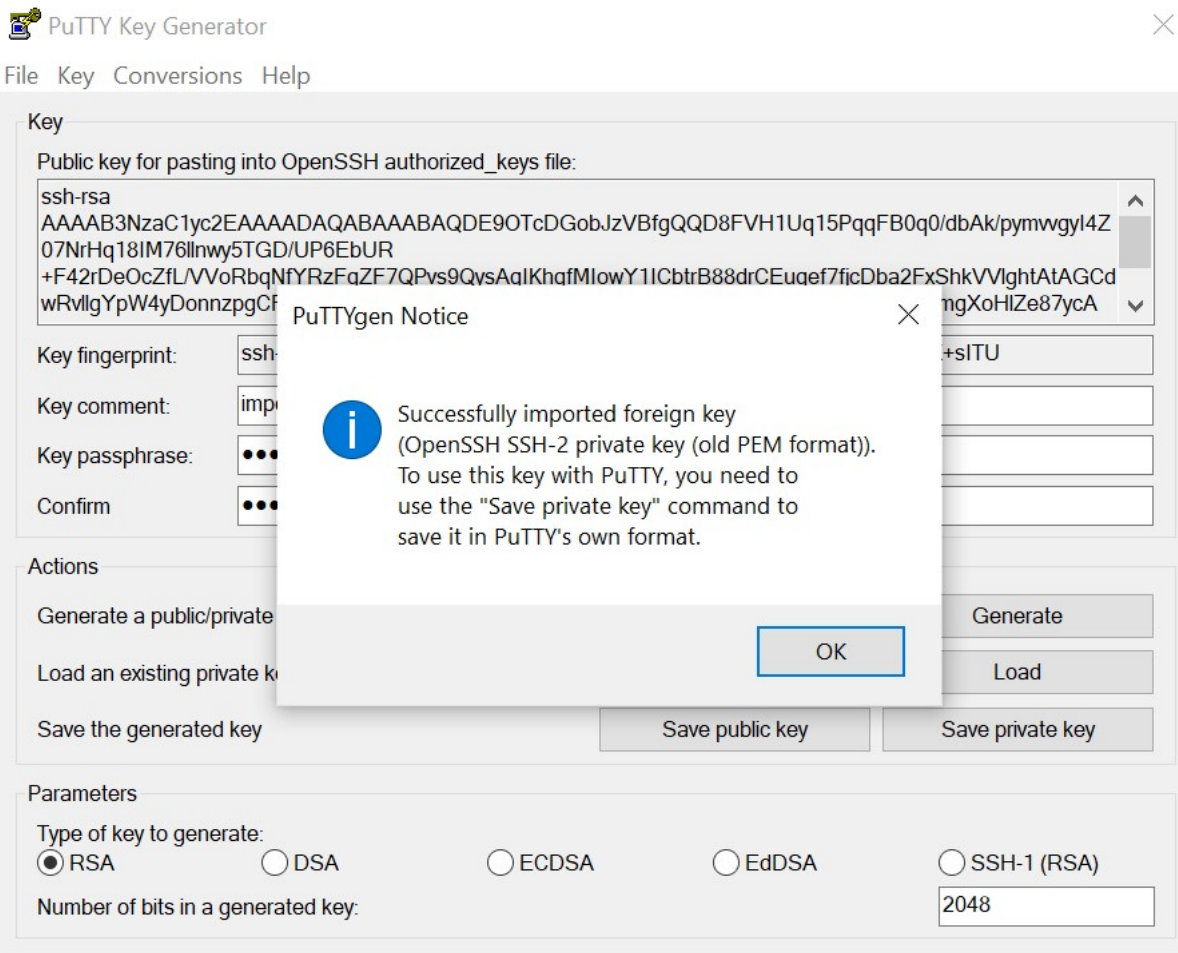 PuTTY Key Generator
File Key Conversions Help
Key
Public key for pasting into OpenSSH authorized_keys file:
ssh-rsa
AAAAB3NzaC1yc2EAAAADAQABAAABAQDE9OTcDGobJzVBfgQQD8FVH1Uq15PqqFB0q0/dbAk/pymvvgyI4Z
07NrHq18IM76llnwy5TGD/UP6EbUR
+F42rDeOcZfL/VVoRbqNfYRzFqZF7QPvs9QysAgIKhgfMIowY1ICbtrB88drCEugef7fjcDba2FxShkVVlghtAtAGCd
wRvllgYpW4yDonnzpgCF mgXoHIZe87ycA
PuTTYgen Notice
Key fingerprint: ssh- +sITU
Key comment: impo
Successfully imported foreign key
(OpenSSH SSH-2 private key (old PEM format)).
To use this key with PuTTY, you need to
use the "Save private key" command to
save it in PuTTY's own format.
Key passphrase:
Confirm
OK
Actions
Generate a public/private Generate
Load an existing private Load
Save the generated key Save public key Save private key
Parameters
Type of key to generate:
RSA DSA ECDSA EdDSA SSH-1 (RSA)
Number of bits in a generated key: 2048